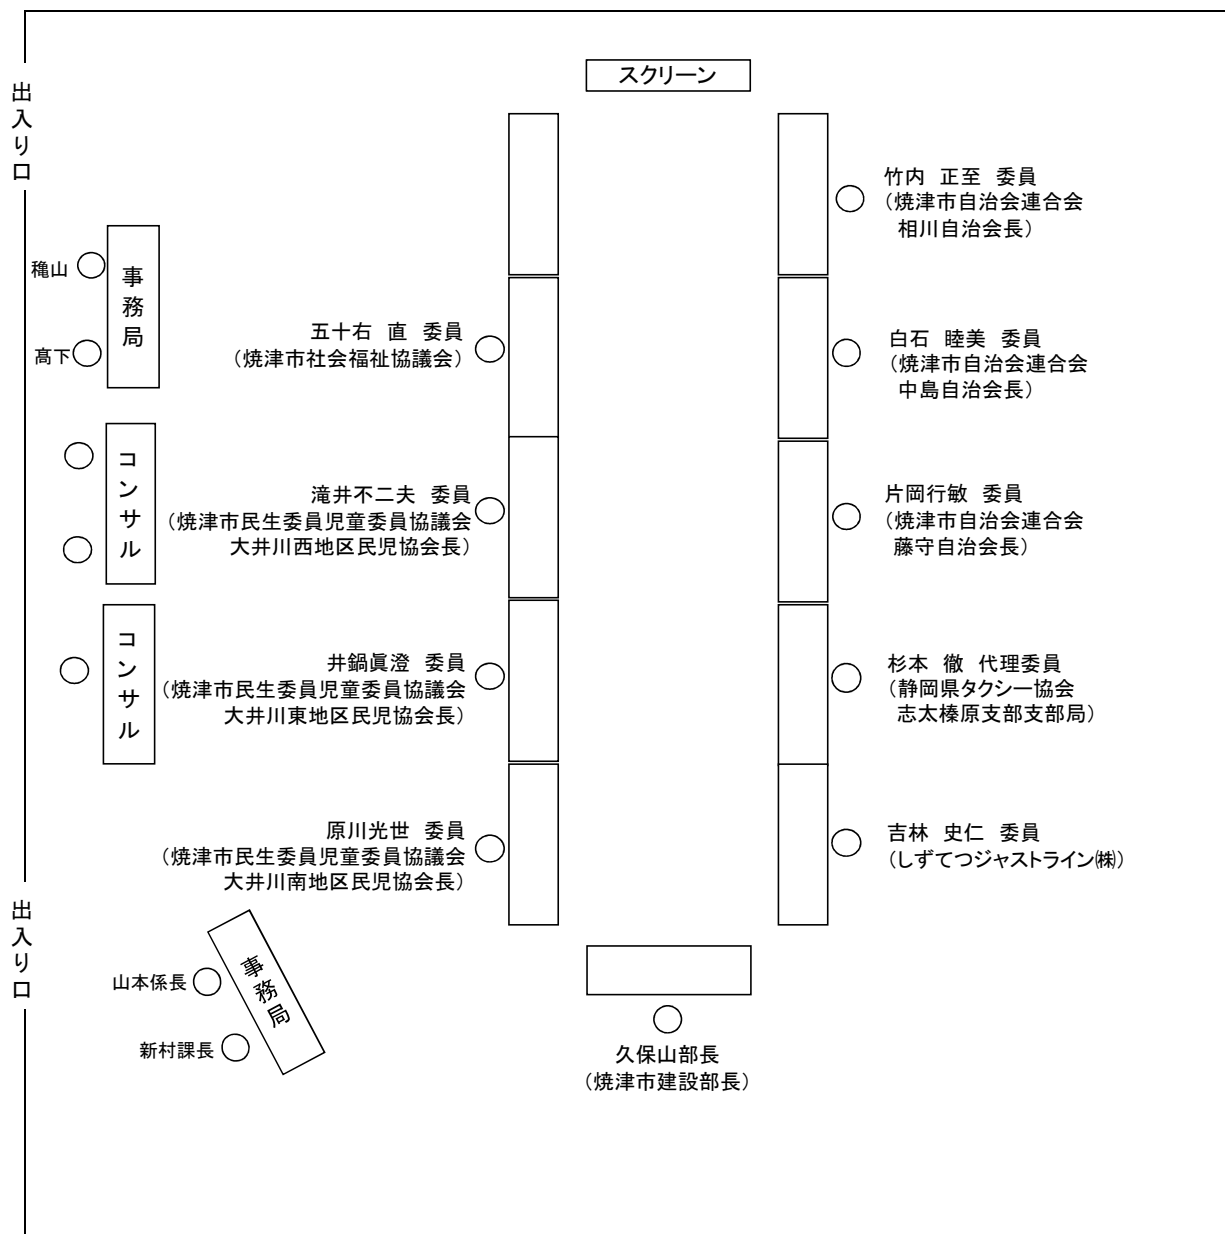 スクリーン
出入り口
竹内 正至 委員
(焼津市自治会連合会
相川自治会長)
穐山
事務局
髙下
五十右 直 委員
(焼津市社会福祉協議会)
白石 睦美 委員
(焼津市自治会連合会
中島自治会長)
コンサル
滝井不二夫 委員
(焼津市民生委員児童委員協議会
大井川西地区民児協会長)
片岡行敏 委員
(焼津市自治会連合会
藤守自治会長)
コンサル
井鍋眞澄 委員
(焼津市民生委員児童委員協議会
大井川東地区民児協会長)
杉本 徹 代理委員
(静岡県タクシー協会
志太榛原支部支部局)
原川光世 委員
(焼津市民生委員児童委員協議会
大井川南地区民児協会長)
吉林 史仁 委員
(しずてつジャストライン㈱)
出入り口
山本係長
事務局
新村課長
久保山部長
(焼津市建設部長)